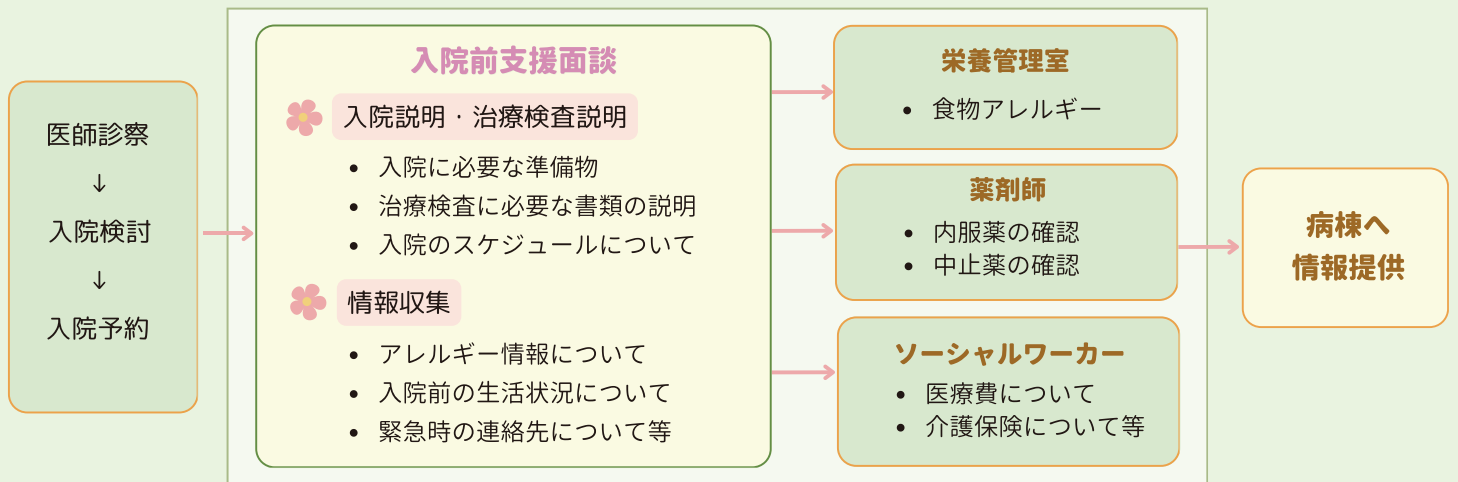 医師診察
↓
入院検討
↓
入院予約
入院前支援面談
入院説明・治療検査説明
• 入院に必要な準備物
• 治療検査に必要な書類の説明
• 入院のスケジュールについて
情報収集
• アレルギー情報について
• 入院前の生活状況について
• 緊急時の連絡先について等
栄養管理室
• 食物アレルギー
薬剤師
• 内服薬の確認
• 中止薬の確認
ソーシャルワーカー
• 医療費について
• 介護保険について等
病棟へ
情報提供